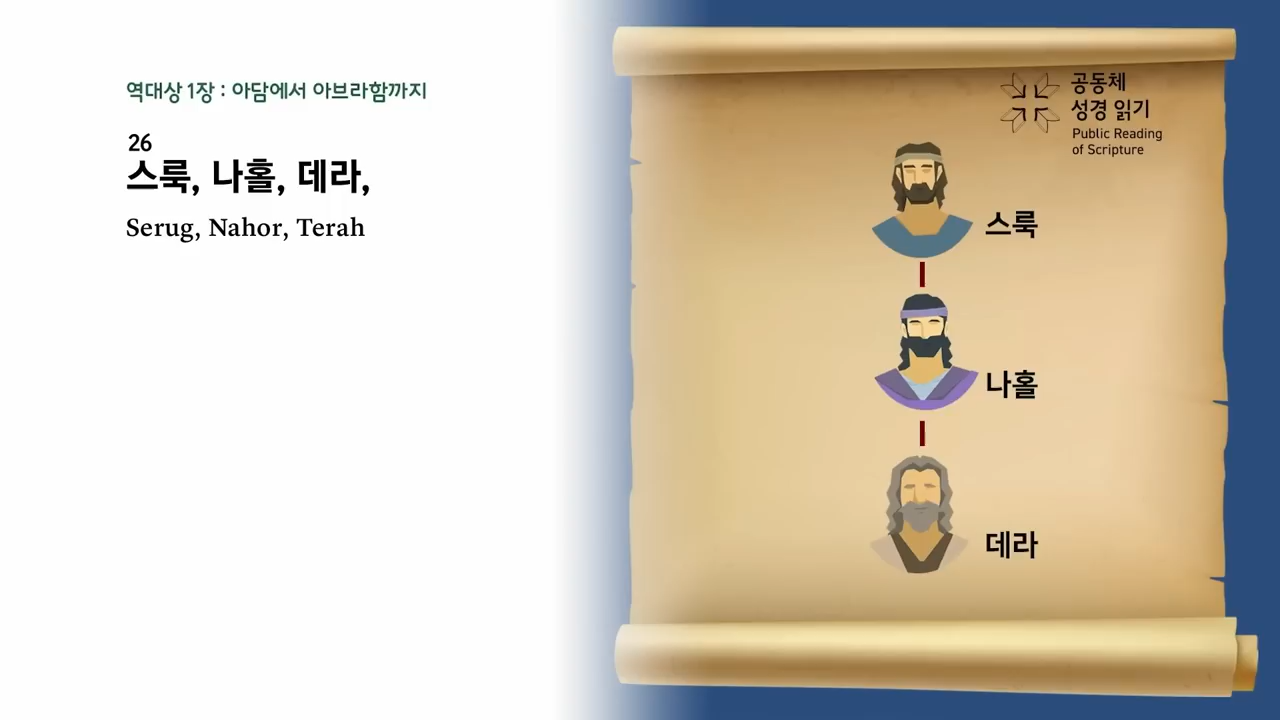 역대상 1장 : 아담에서 아브라함까지
26
스룩, 나홀, 데라,
Serug, Nahor, Terah
공동체
성경 읽기
Public Reading
of Scripture
스룩
나홀
데라